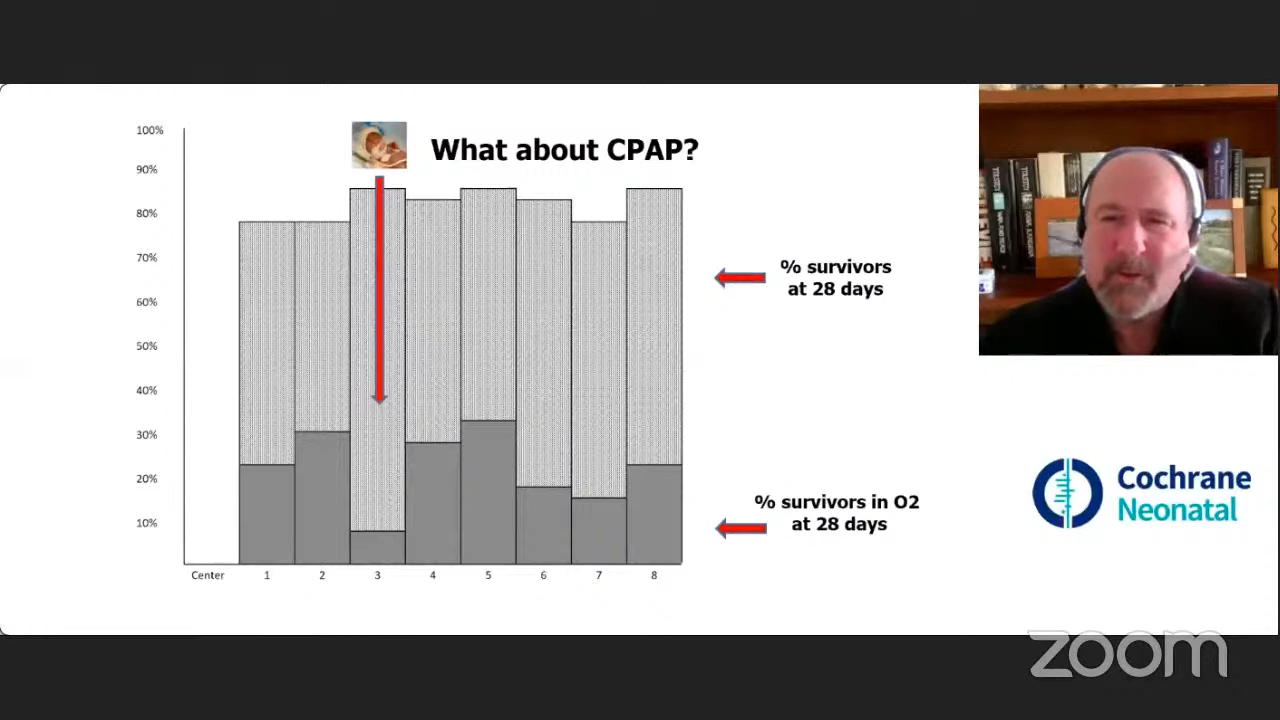 What about CPAP?
100%
90%
80%
70%
60%
50%
40%
30%
20%
10%
Center 1 2 3 4 5 6 7 8
% survivors
at 28 days
% survivors in O2
at 28 days
Cochrane
Neonatal
zoom